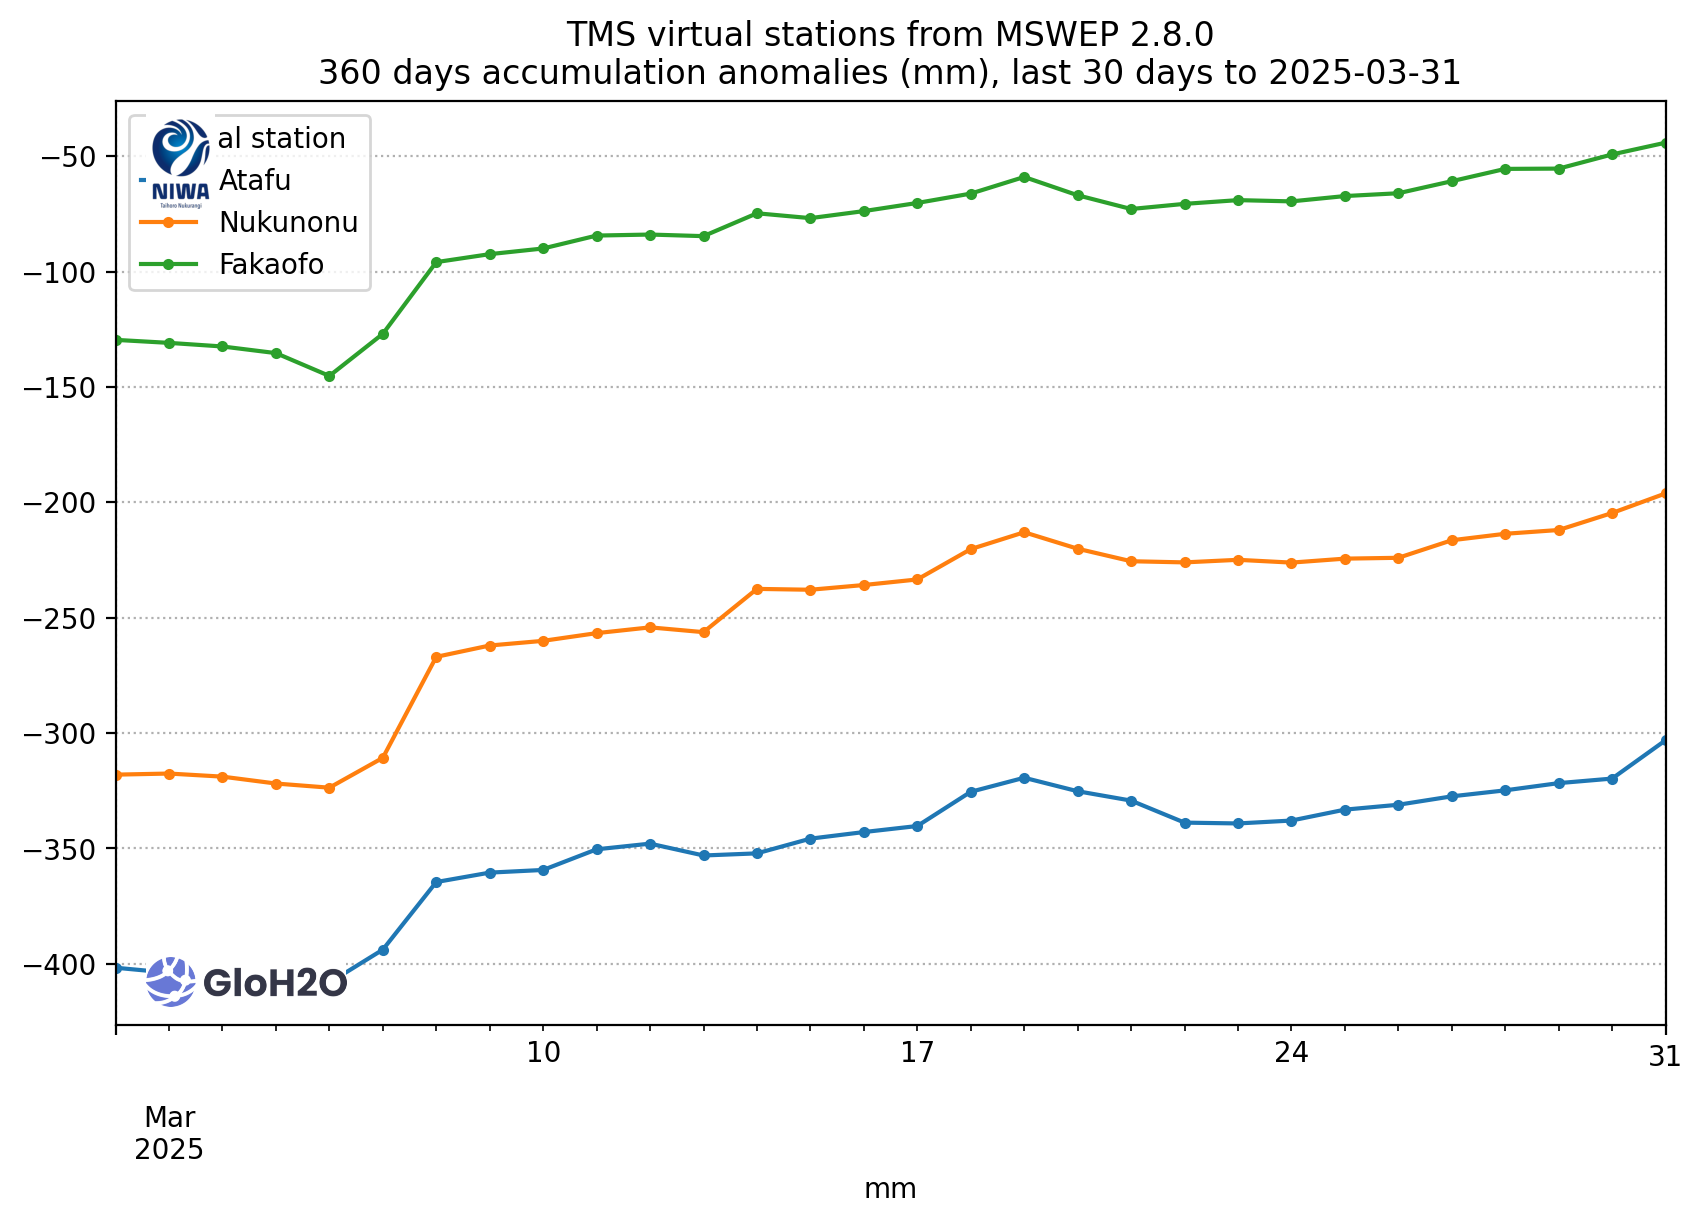 TMS virtual stations from MSWEP 2.8.0
360 days accumulation anomalies (mm), last 30 days to 2025-03-31
al station
Atafu
Nukunonu
Fakaofo
NIWA
Taihoro Nukurangi
−50
−100
−150
−200
−250
−300
−350
−400
GloH2O
10
17
24
31
Mar
2025
mm